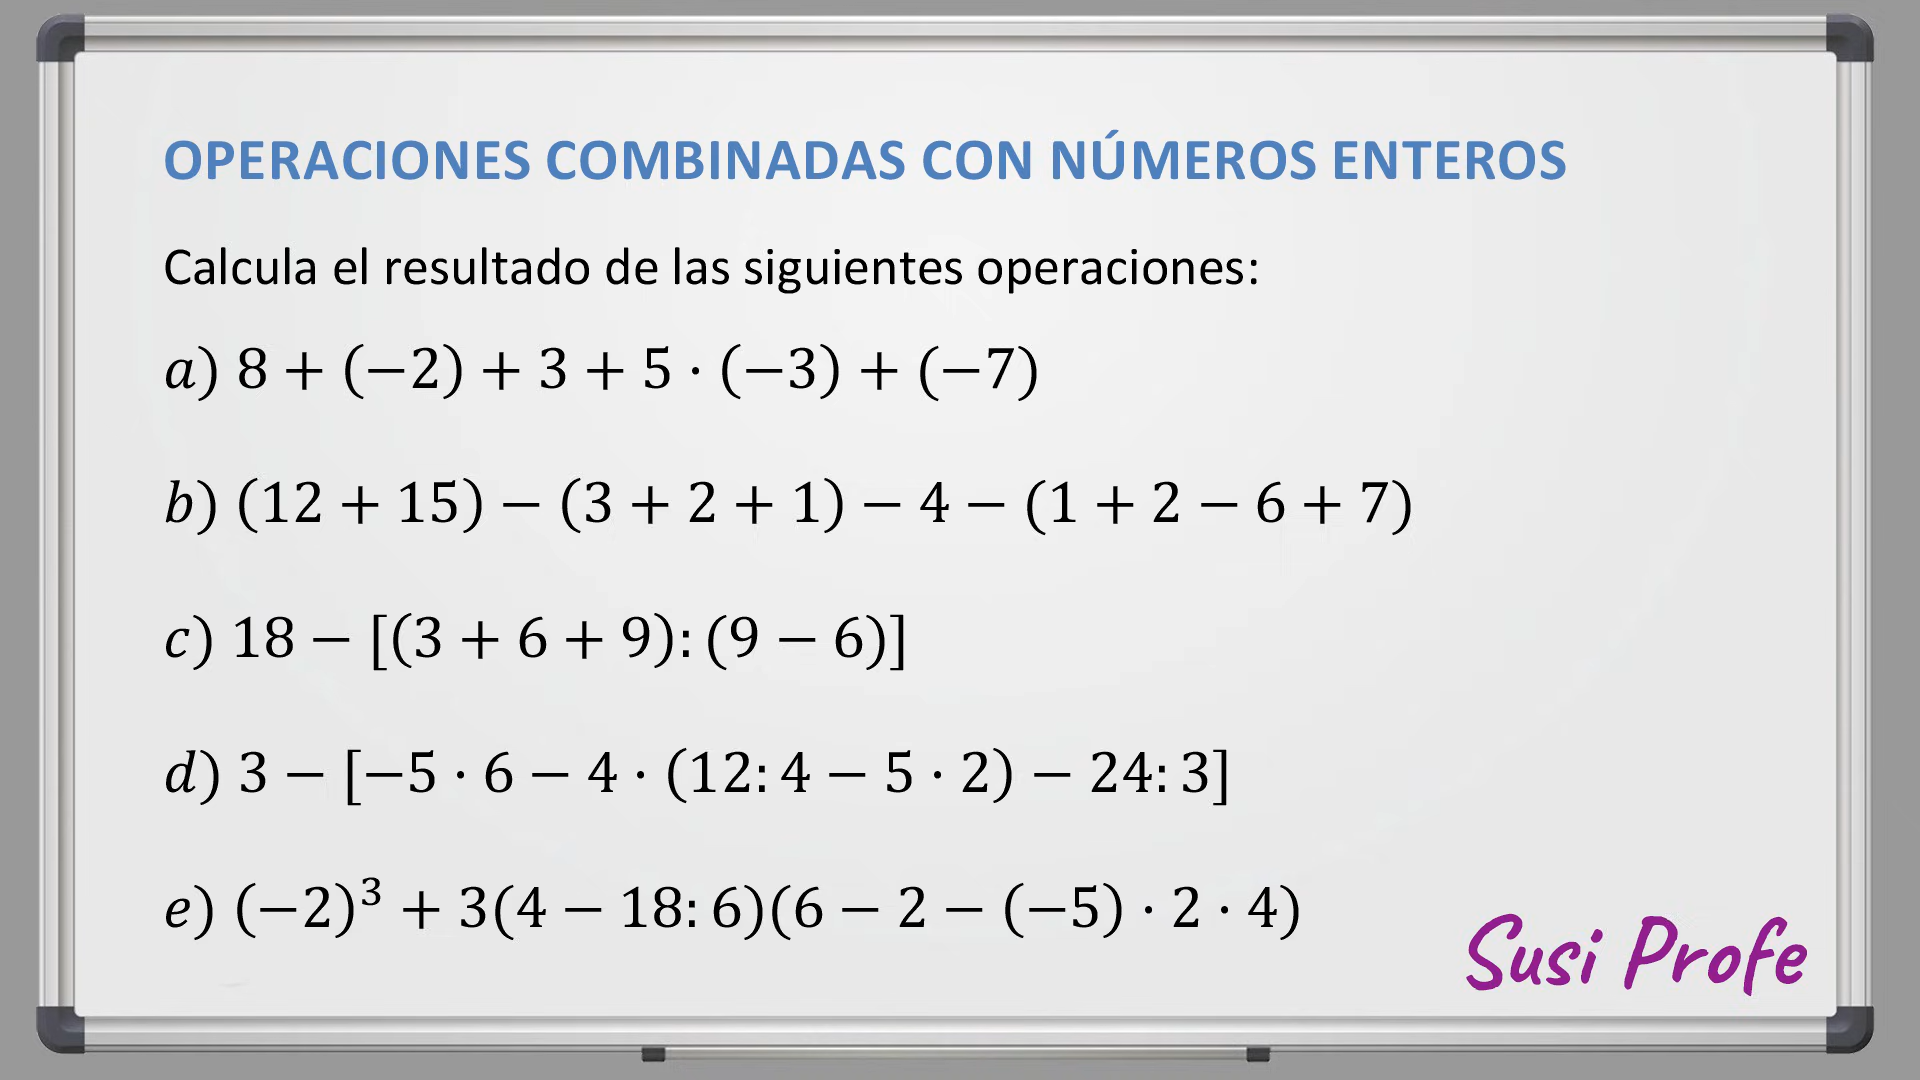 OPERACIONES COMBINADAS CON NÚMEROS ENTEROS
Calcula el resultado de las siguientes operaciones:
a) 8 + (−2) + 3 + 5 · (−3) + (−7)
b) (12 + 15) − (3 + 2 + 1) − 4 − (1 + 2 − 6 + 7)
c) 18 − [(3 + 6 + 9): (9 − 6)]
d) 3 − [−5 · 6 − 4 · (12: 4 − 5 · 2) − 24: 3]
e) (−2)³ + 3(4 − 18: 6)(6 − 2 − (−5) · 2 · 4)
Susi Profe